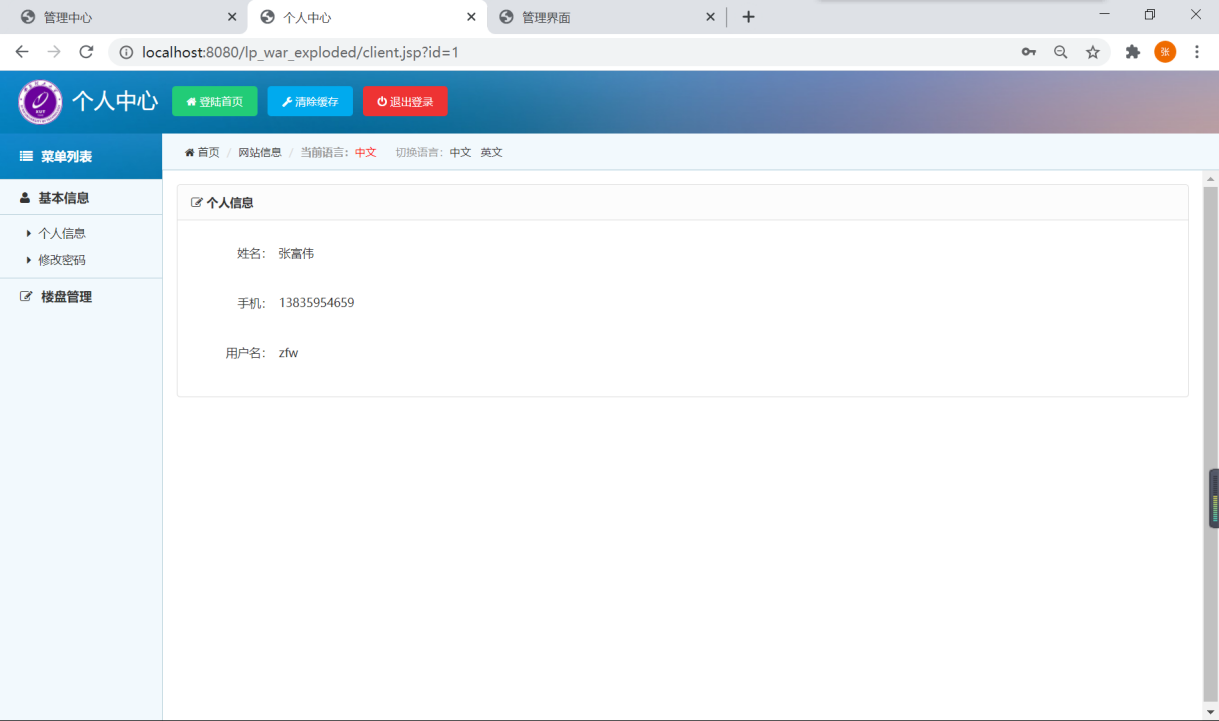 管理中心
个人中心
管理界面
localhost:8080/lp_war_exploded/client.jsp?id=1
张
个人中心
登陆首页
清除缓存
退出登录
菜单列表
首页 / 网站信息 / 当前语言：中文 切换语言：中文 英文
基本信息
个人信息
修改密码
楼盘管理
个人信息
姓名： 张富伟
手机： 13835954659
用户名： zfw